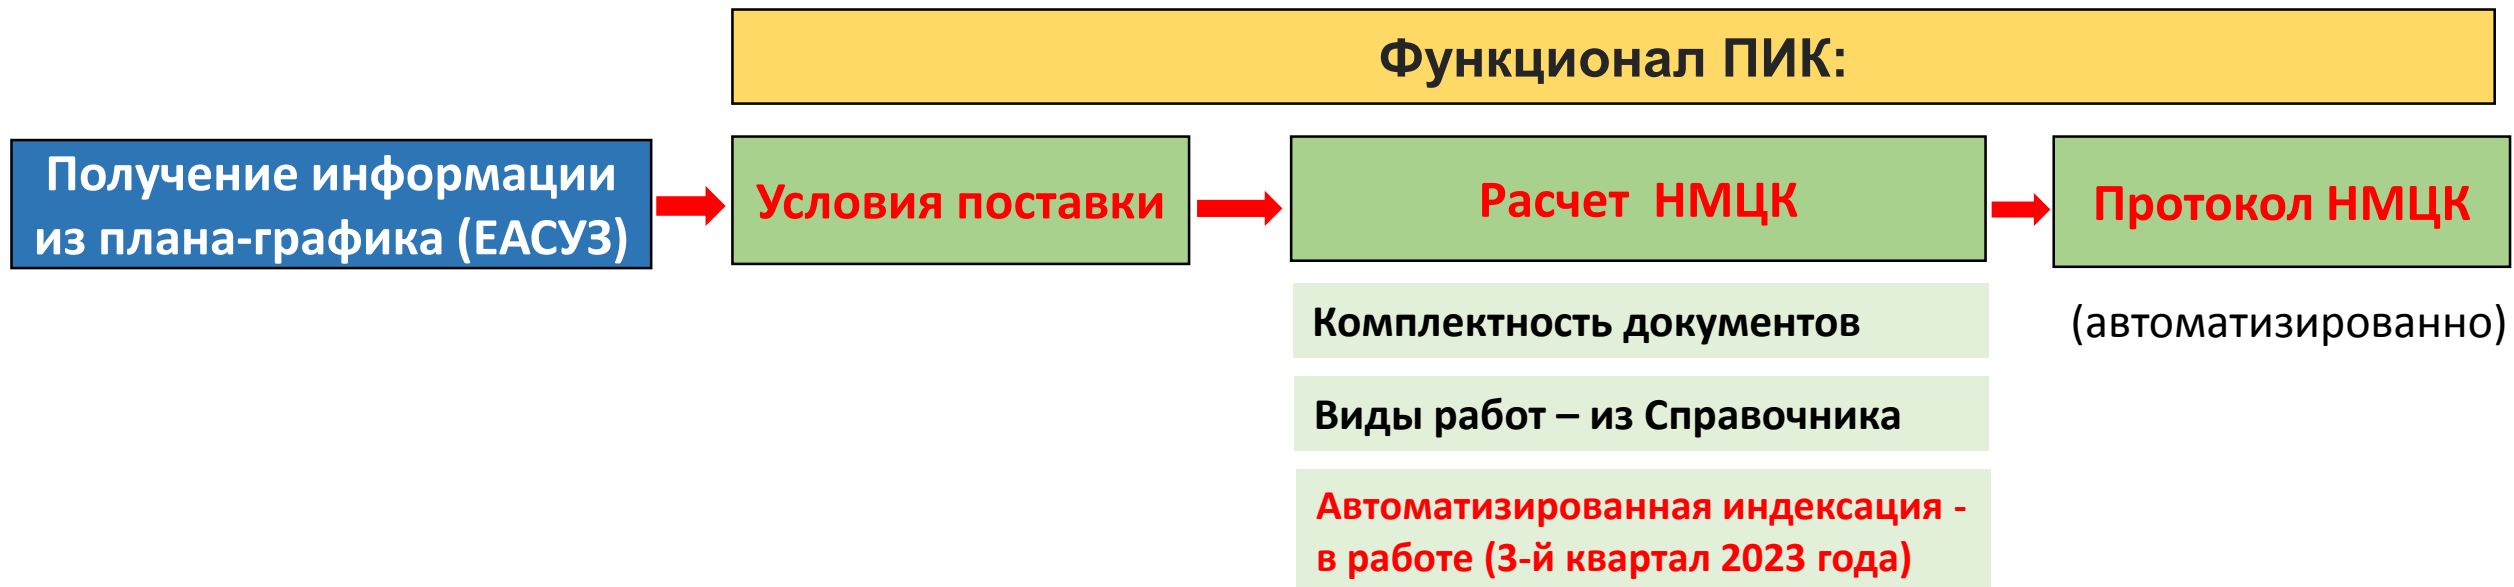 Функционал ПИК:
Получение информации
из плана-графика (ЕАСУЗ)
Условия поставки
Расчет НМЦК
Протокол НМЦК
Комплектность документов
(автоматизированно)
Виды работ – из Справочника
Автоматизированная индексация -
в работе (3-й квартал 2023 года)